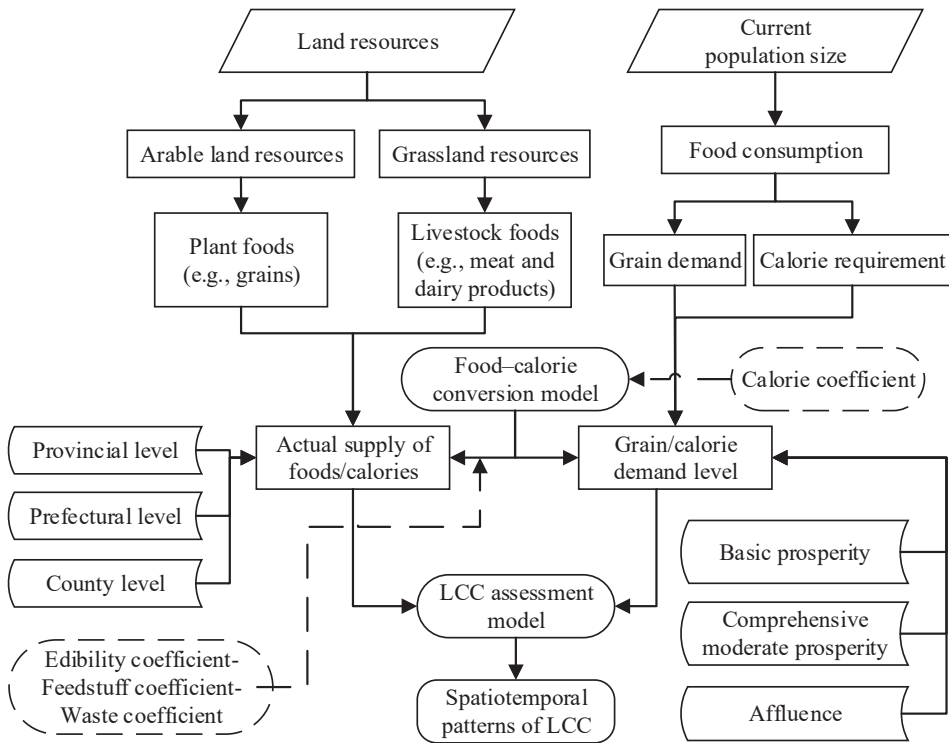 Land resources
Current
population size
Arable land resources
Grassland resources
Food consumption
Plant foods
(e.g., grains)
Livestock foods
(e.g., meat and
dairy products)
Grain demand
Calorie requirement
Food–calorie
conversion model
Calorie coefficient
Provincial level
Prefectural level
County level
Actual supply of
foods/calories
Grain/calorie
demand level
Basic prosperity
Comprehensive
moderate prosperity
Affluence
LCC assessment
model
Edibility coefficient-
Feedstuff coefficient-
Waste coefficient
Spatiotemporal
patterns of LCC